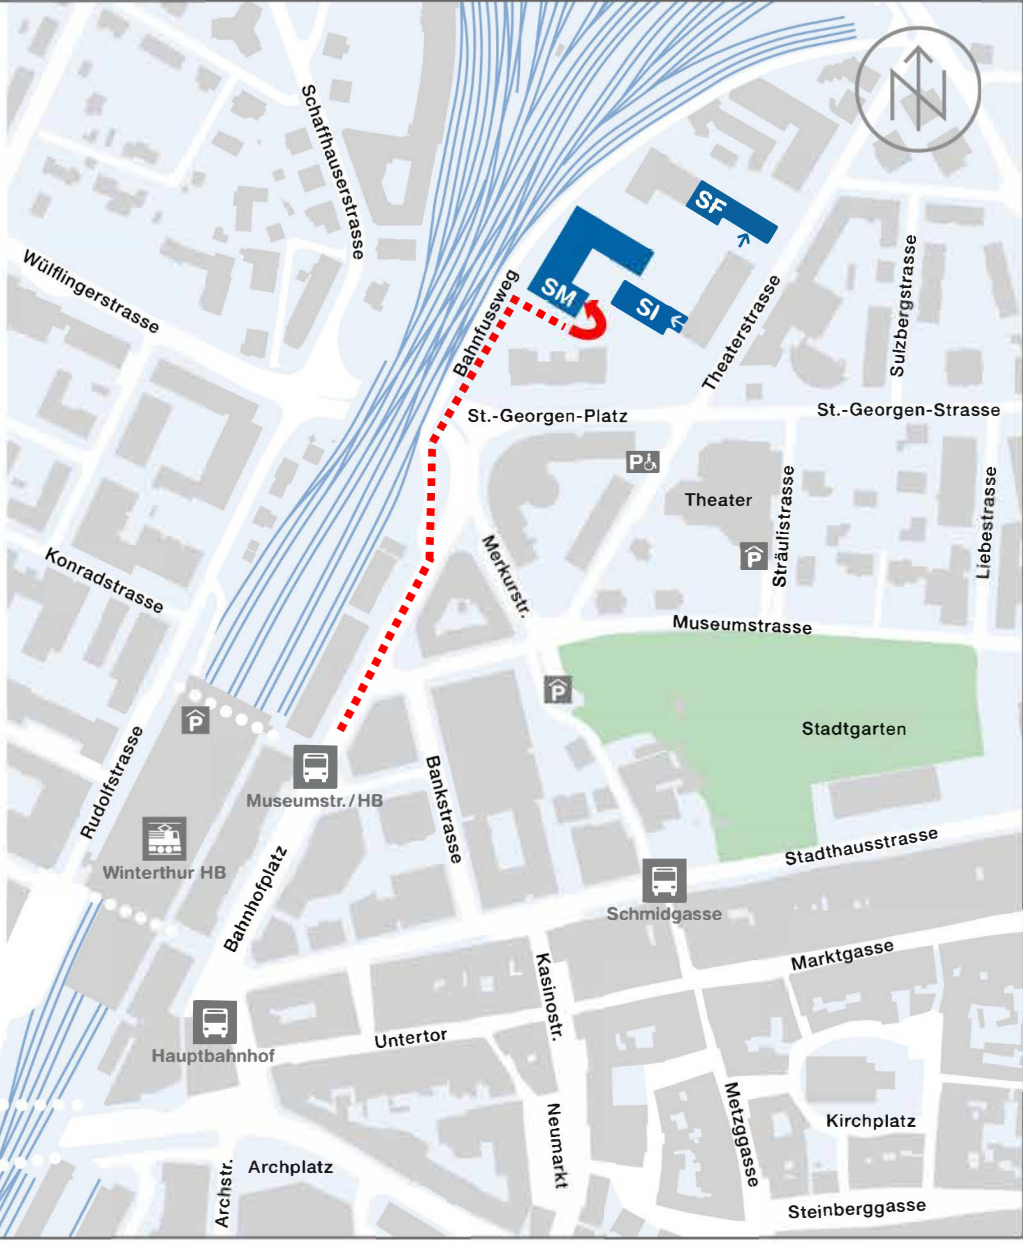 N
Schaffhauserstrasse
SF
Wülflingerstrasse
SM
SI
Bahnfussweg
Theaterstrasse
Sulzbergstrasse
St.-Georgen-Platz
St.-Georgen-Strasse
P
Theater
Sträulistrasse
Liebestrasse
P
Konradstrasse
Merkurstr.
Museumstrasse
P
P
Stadtgarten
Rudolfstrasse
Museumstr./HB
Bankstrasse
Winterthur HB
Stadthausstrasse
Bahnhofplatz
Schmidgasse
Marktgasse
Kasinostr.
Hauptbahnhof
Untertor
Metzggasse
Neumarkt
Kirchplatz
Archplatz
Archstr.
Steinberggasse